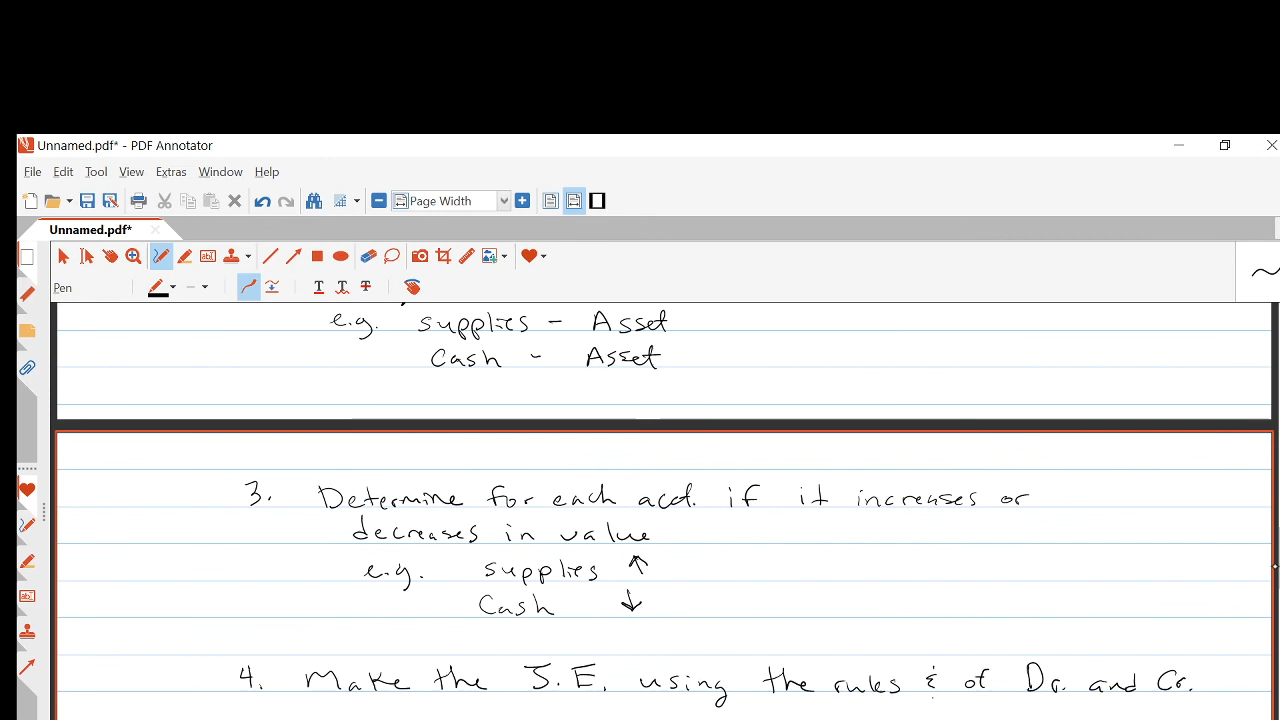 Unnamed.pdf* - PDF Annotator
File Edit Tool View Extras Window Help
Page Width
Unnamed.pdf*
Pen
e.g. supplies - Asset
Cash - Asset
3. Determine for each acct. if it increases or
decreases in value
e.g. supplies ↑
Cash ↓
4. Make the J.E. using the rules & of Dr. and Cr.